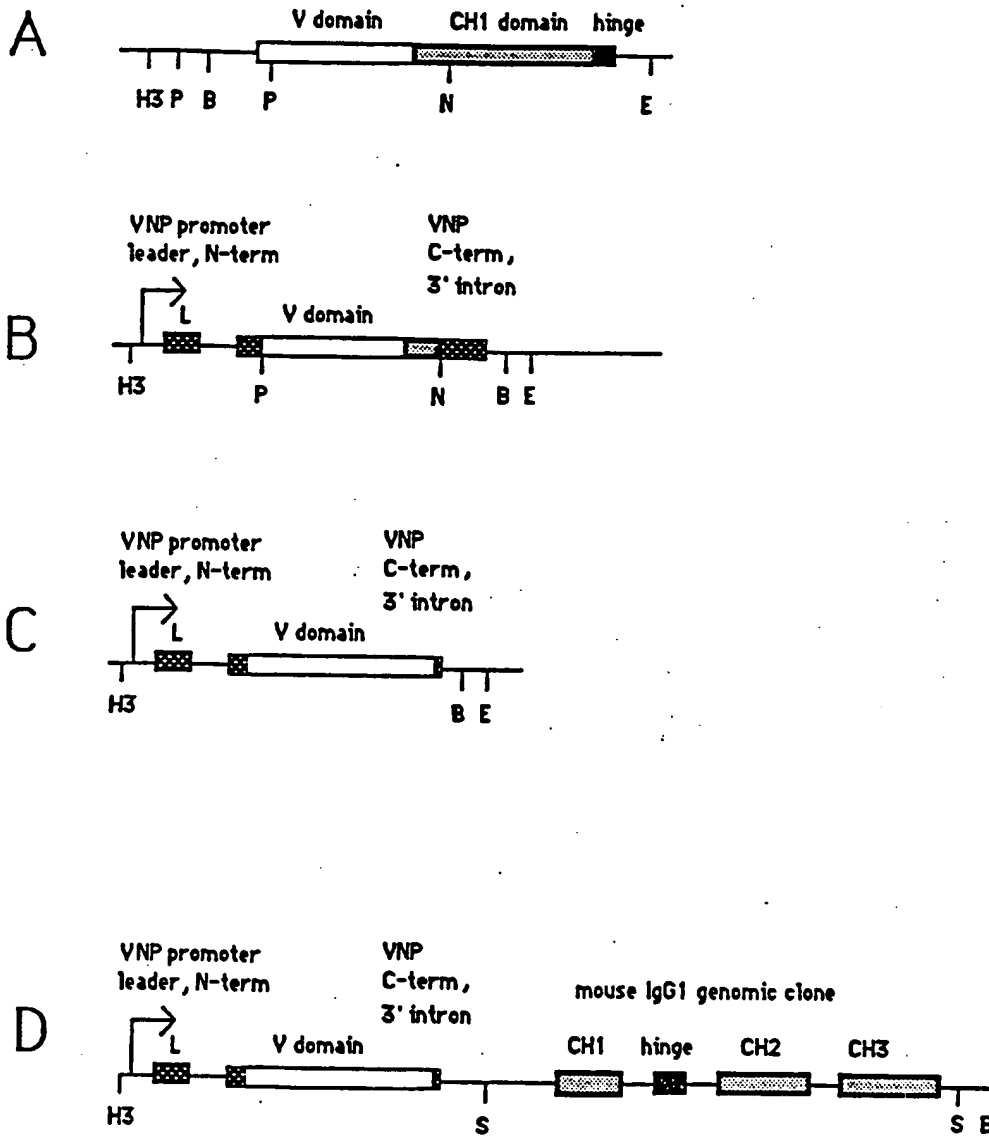 A
V domain CH1 domain hinge
H3 P B P N E
B
VNP promoter
leader, N-term
VNP
C-term,
3' intron
L
V domain
H3 P N B E
C
VNP promoter
leader, N-term
VNP
C-term,
3' intron
L
V domain
H3 B E
D
VNP promoter
leader, N-term
VNP
C-term,
3' intron
mouse IgG1 genomic clone
L
V domain
CH1 hinge CH2 CH3
H3 S S